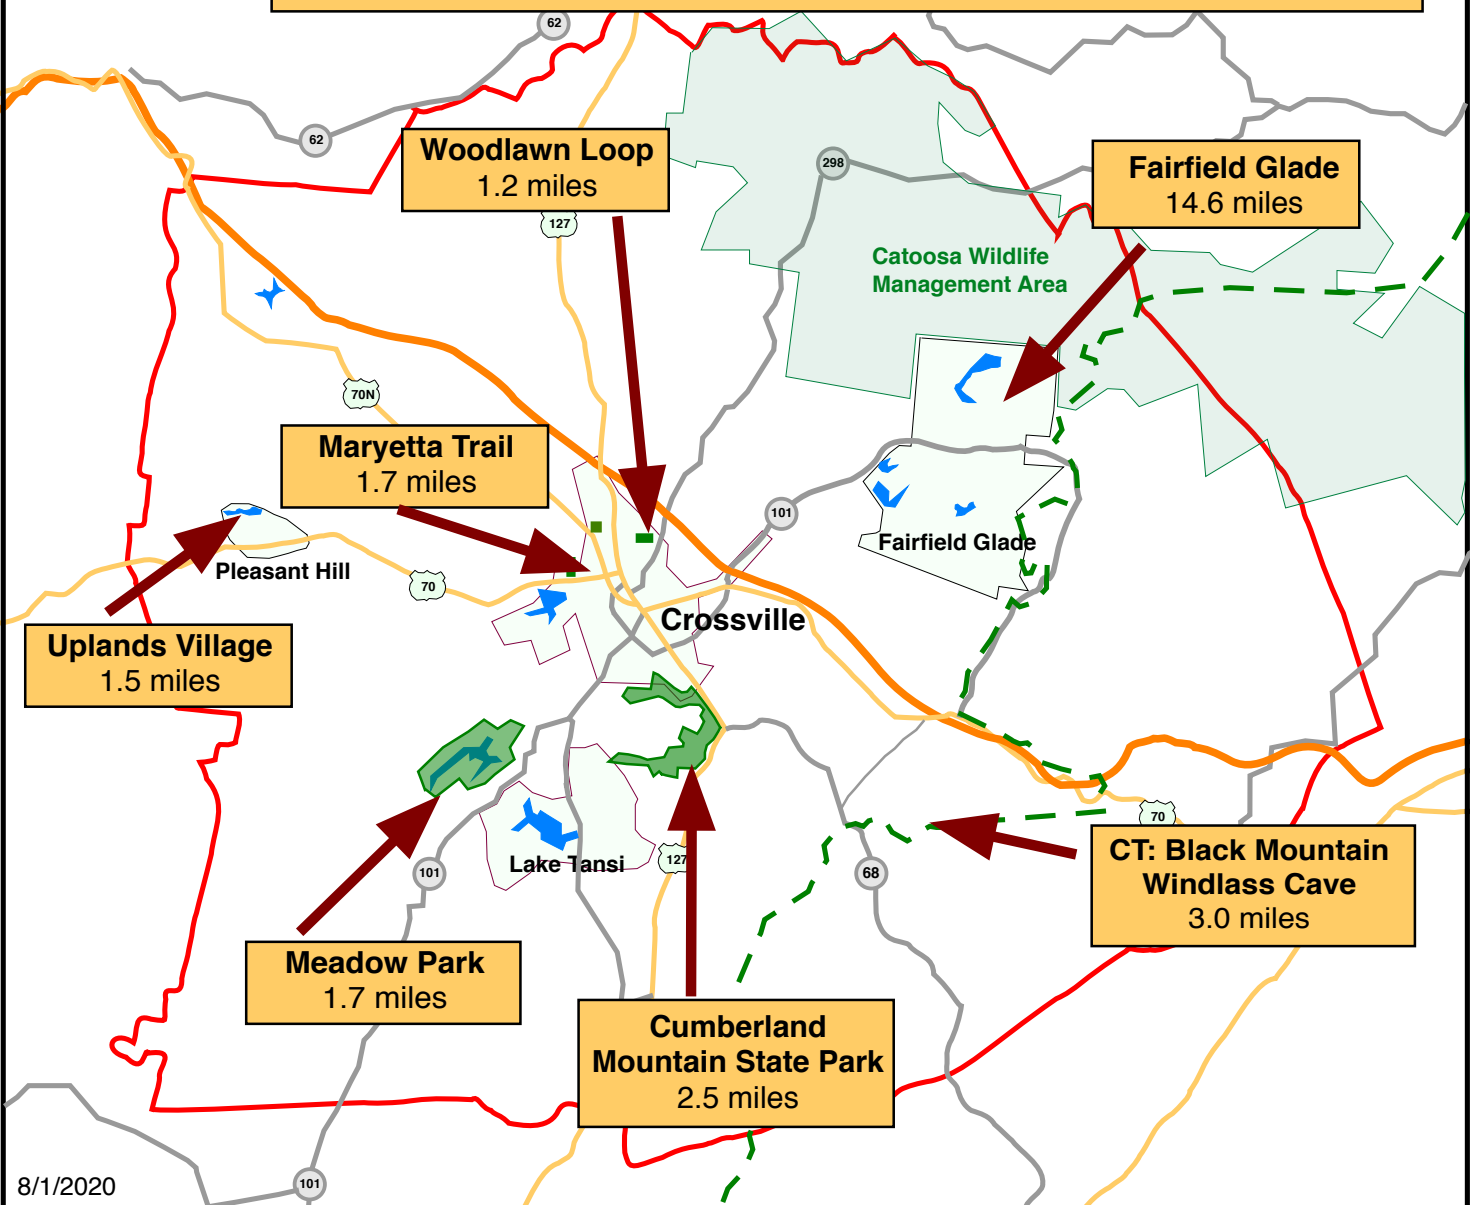 62
62
Woodlawn Loop
1.2 miles
298
Fairfield Glade
14.6 miles
127
Catoosa Wildlife
Management Area
70N
Maryetta Trail
1.7 miles
101
Fairfield Glade
Pleasant Hill
70
Crossville
Uplands Village
1.5 miles
70
CT: Black Mountain
Windlass Cave
3.0 miles
Lake Tansi
127
101
68
Meadow Park
1.7 miles
Cumberland
Mountain State Park
2.5 miles
8/1/2020
101